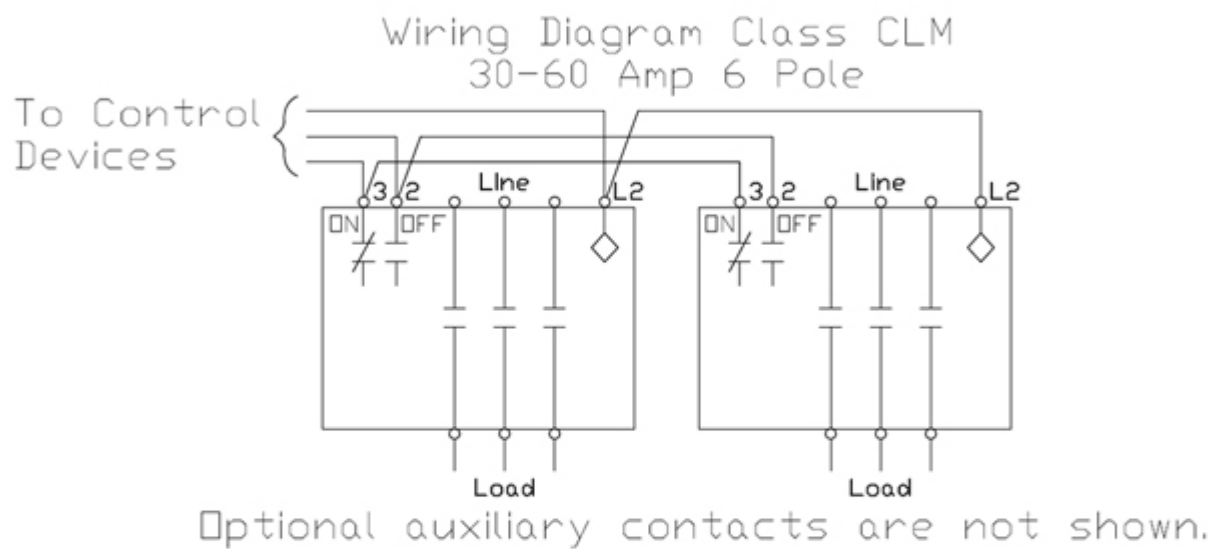 Wiring Diagram Class CLM
30-60 Amp 6 Pole
To Control
Devices
3 2 Line L2
3 2 Line L2
ON OFF
ON OFF
Load
Load
Optional auxiliary contacts are not shown.